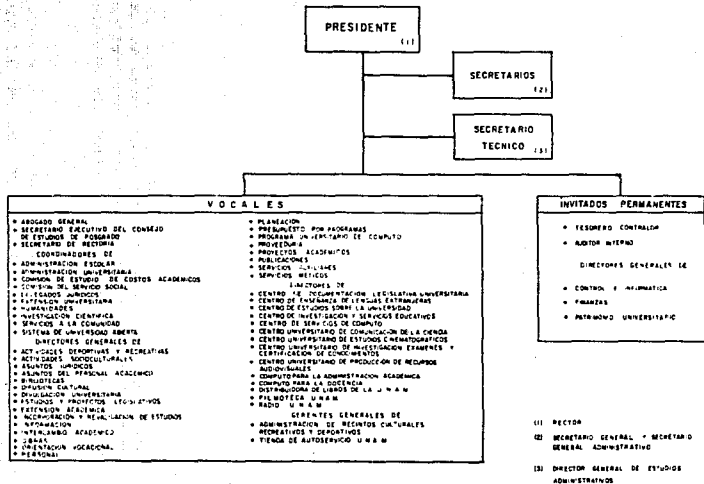 PRESIDENTE
(1)
SECRETARIOS
(2)
SECRETARIO
TECNICO
(3)
VOCALES
ABOGADO GENERAL
SECRETARIO EJECUTIVO DEL CONSEJO
DE ESTUDIOS DE POSGRADO
SECRETARIO DE RECTORIA
COORDINADORES DE
ADMINISTRACION ESCOLAR
ADMINISTRACION UNIVERSITARIA
COMISION DE ESTUDIO DE COSTOS ACADEMICOS
COMISION DEL SERVICIO SOCIAL
DELEGADOS JURIDICOS
EXTENSION UNIVERSITARIA
HUMANIDADES
INVESTIGACION CIENTIFICA
SERVICIOS A LA COMUNIDAD
SISTEMA DE UNIVERSIDAD ABIERTA
DIRECTORES GENERALES DE
ACTIVIDADES DEPORTIVAS Y RECREATIVAS
ACTIVIDADES SOCIOCULTURALES
ASUNTOS JURIDICOS
ASUNTOS DEL PERSONAL ACADEMICO
BIBLIOTECAS
DIFUSION CULTURAL
DIVULGACION UNIVERSITARIA
ESTUDIOS Y PROYECTOS LEGISLATIVOS
EXTENSION ACADEMICA
INCORPORACION Y REVALIDACION DE ESTUDIOS
INFORMACION
INTERCAMBIO ACADEMICO
OBRAS
ORIENTACION VOCACIONAL
PERSONAL
PLANEACION
PRESUPUESTO POR PROGRAMAS
PROGRAMA UNIVERSITARIO DE COMPUTO
PROVEEDURIA
PROYECTOS ACADEMICOS
PUBLICACIONES
SERVICIOS AUXILIARES
SERVICIOS MEDICOS
DIRECTORES DE
CENTRO DE DOCUMENTACION LEGISLATIVA UNIVERSITARIA
CENTRO DE ENSEÑANZA DE LENGUAS EXTRANJERAS
CENTRO DE ESTUDIOS SOBRE LA UNIVERSIDAD
CENTRO DE INVESTIGACION Y SERVICIOS EDUCATIVOS
CENTRO DE SERVICIOS DE COMPUTO
CENTRO UNIVERSITARIO DE COMUNICACION DE LA CIENCIA
CENTRO UNIVERSITARIO DE ESTUDIOS CINEMATOGRAFICOS
CENTRO UNIVERSITARIO DE INVESTIGACION EXAMENES Y
CERTIFICACION DE CONOCIMIENTOS
CENTRO UNIVERSITARIO DE PRODUCCION DE RECURSOS
AUDIOVISUALES
COMPUTO PARA LA ADMINISTRACION ACADEMICA
COMPUTO PARA LA DOCENCIA
DISTRIBUIDORA DE LIBROS DE LA U N A M
FILMOTECA U N A M
RADIO U N A M
GERENTES GENERALES DE
ADMINISTRACION DE RECINTOS CULTURALES
RECREATIVOS Y DEPORTIVOS
TIENDA DE AUTOSERVICIO U N A M
INVITADOS PERMANENTES
TESORERO CONTRALOR
AUDITOR INTERNO
DIRECTORES GENERALES DE
CONTROL E INFORMATICA
FINANZAS
PATRIMONIO UNIVERSITARIO
(1) RECTOR
(2) SECRETARIO GENERAL Y SECRETARIO
GENERAL ADMINISTRATIVO
(3) DIRECTOR GENERAL DE ESTUDIOS
ADMINISTRATIVOS